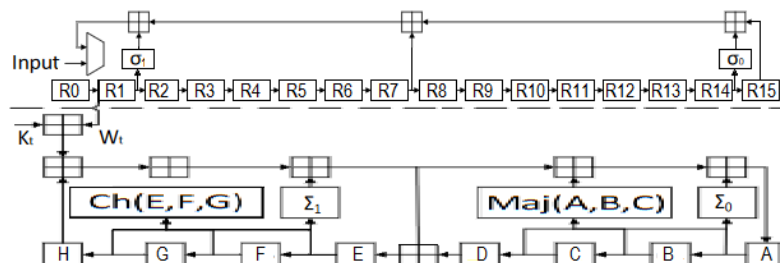 Input σ₁ σ₀
R0 R1 R2 R3 R4 R5 R6 R7 R8 R9 R10 R11 R12 R13 R14 R15
Kₜ Wₜ
Ch(E,F,G) Σ₁ Maj(A,B,C) Σ₀
H G F E D C B A